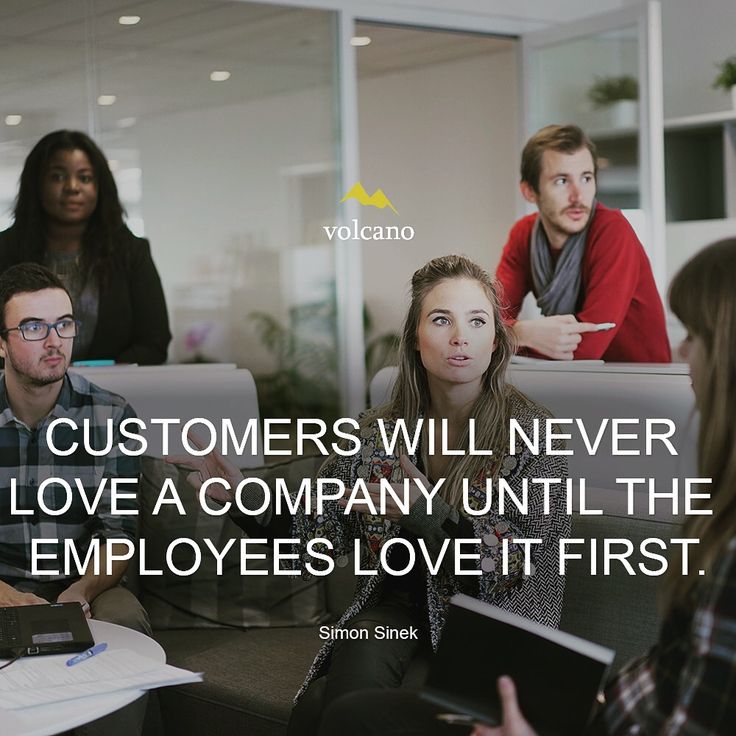 volcano
CUSTOMERS WILL NEVER
LOVE A COMPANY UNTIL THE
EMPLOYEES LOVE IT FIRST.
Simon Sinek